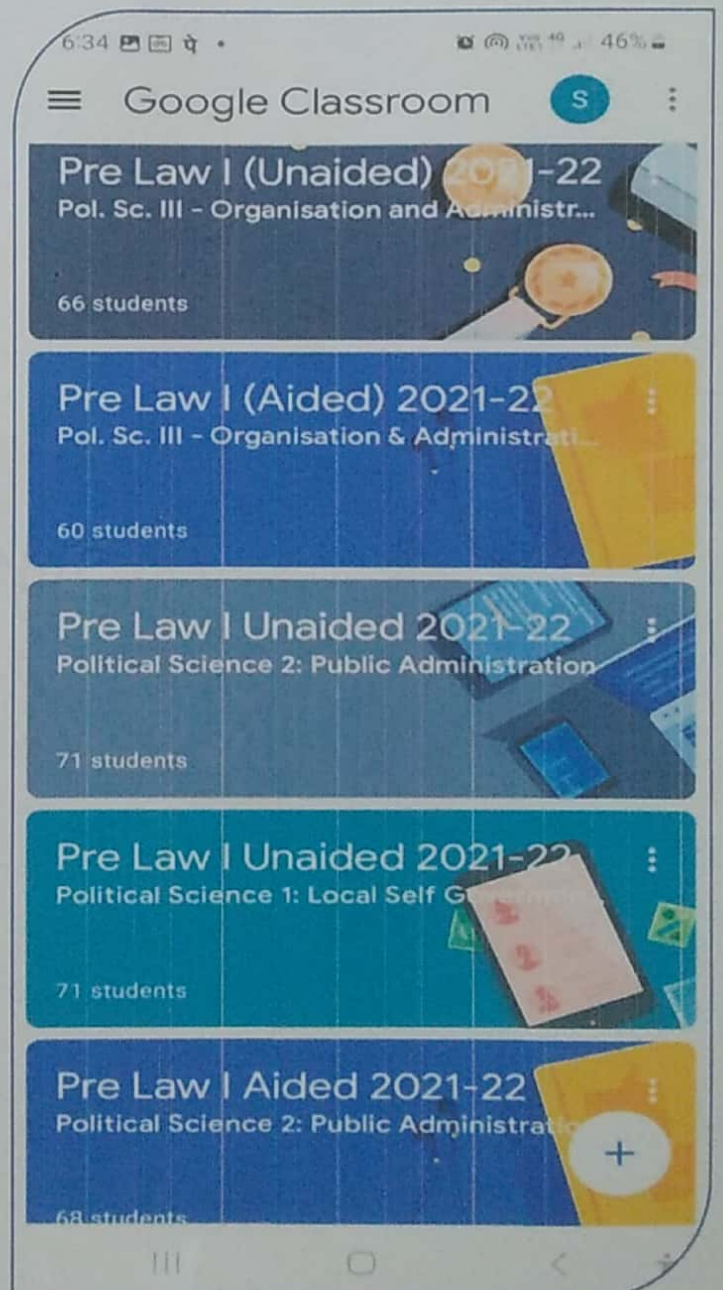 6:34 पे 46%
Google Classroom S
Pre Law I (Unaided) 2021-22
Pol. Sc. III - Organisation and Administr...
66 students
Pre Law I (Aided) 2021-22
Pol. Sc. III - Organisation & Administrati...
60 students
Pre Law I Unaided 2021-22
Political Science 2: Public Administration
71 students
Pre Law I Unaided 2021-22
Political Science 1: Local Self
71 students
Pre Law I Aided 2021-22
Political Science 2: Public
68 students